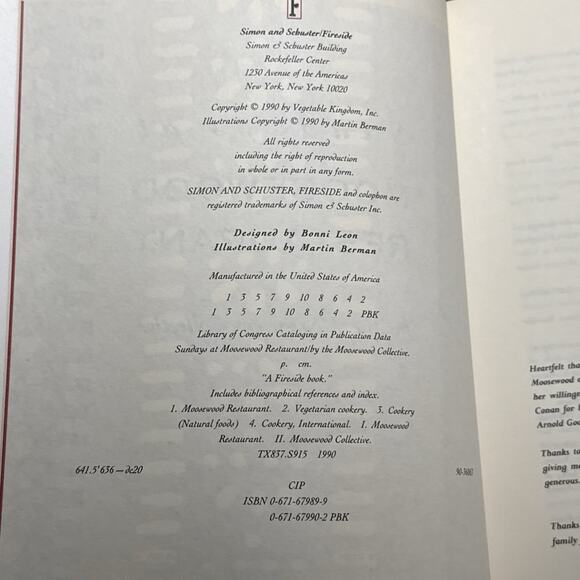 F
Simon and Schuster/Fireside
Simon & Schuster Building
Rockefeller Center
1230 Avenue of the Americas
New York, New York 10020
Copyright © 1990 by Vegetable Kingdom, Inc.
Illustrations Copyright © 1990 by Martin Berman
All rights reserved
including the right of reproduction
in whole or in part in any form.
SIMON AND SCHUSTER, FIRESIDE and colophon are
registered trademarks of Simon & Schuster Inc.
Designed by Bonni Leon
Illustrations by Martin Berman
Manufactured in the United States of America
1 3 5 7 9 10 8 6 4 2
1 3 5 7 9 10 8 6 4 2 PBK
Library of Congress Cataloging in Publication Data
Sundays at Moosewood Restaurant/by the Moosewood Collective.
p. cm.
"A Fireside book."
Includes bibliographical references and index.
1. Moosewood Restaurant. 2. Vegetarian cookery. 3. Cookery
(Natural foods) 4. Cookery, International. I. Moosewood
Restaurant. II. Moosewood Collective.
TX837.S915 1990
641.5'636—dc20
CIP
ISBN 0-671-67989-9
0-671-67990-2 PBK
Heartfelt tha
Moosewood
her willingn
Conan for
Arnold Goo
Thanks to
giving
generous.
Thanks
family